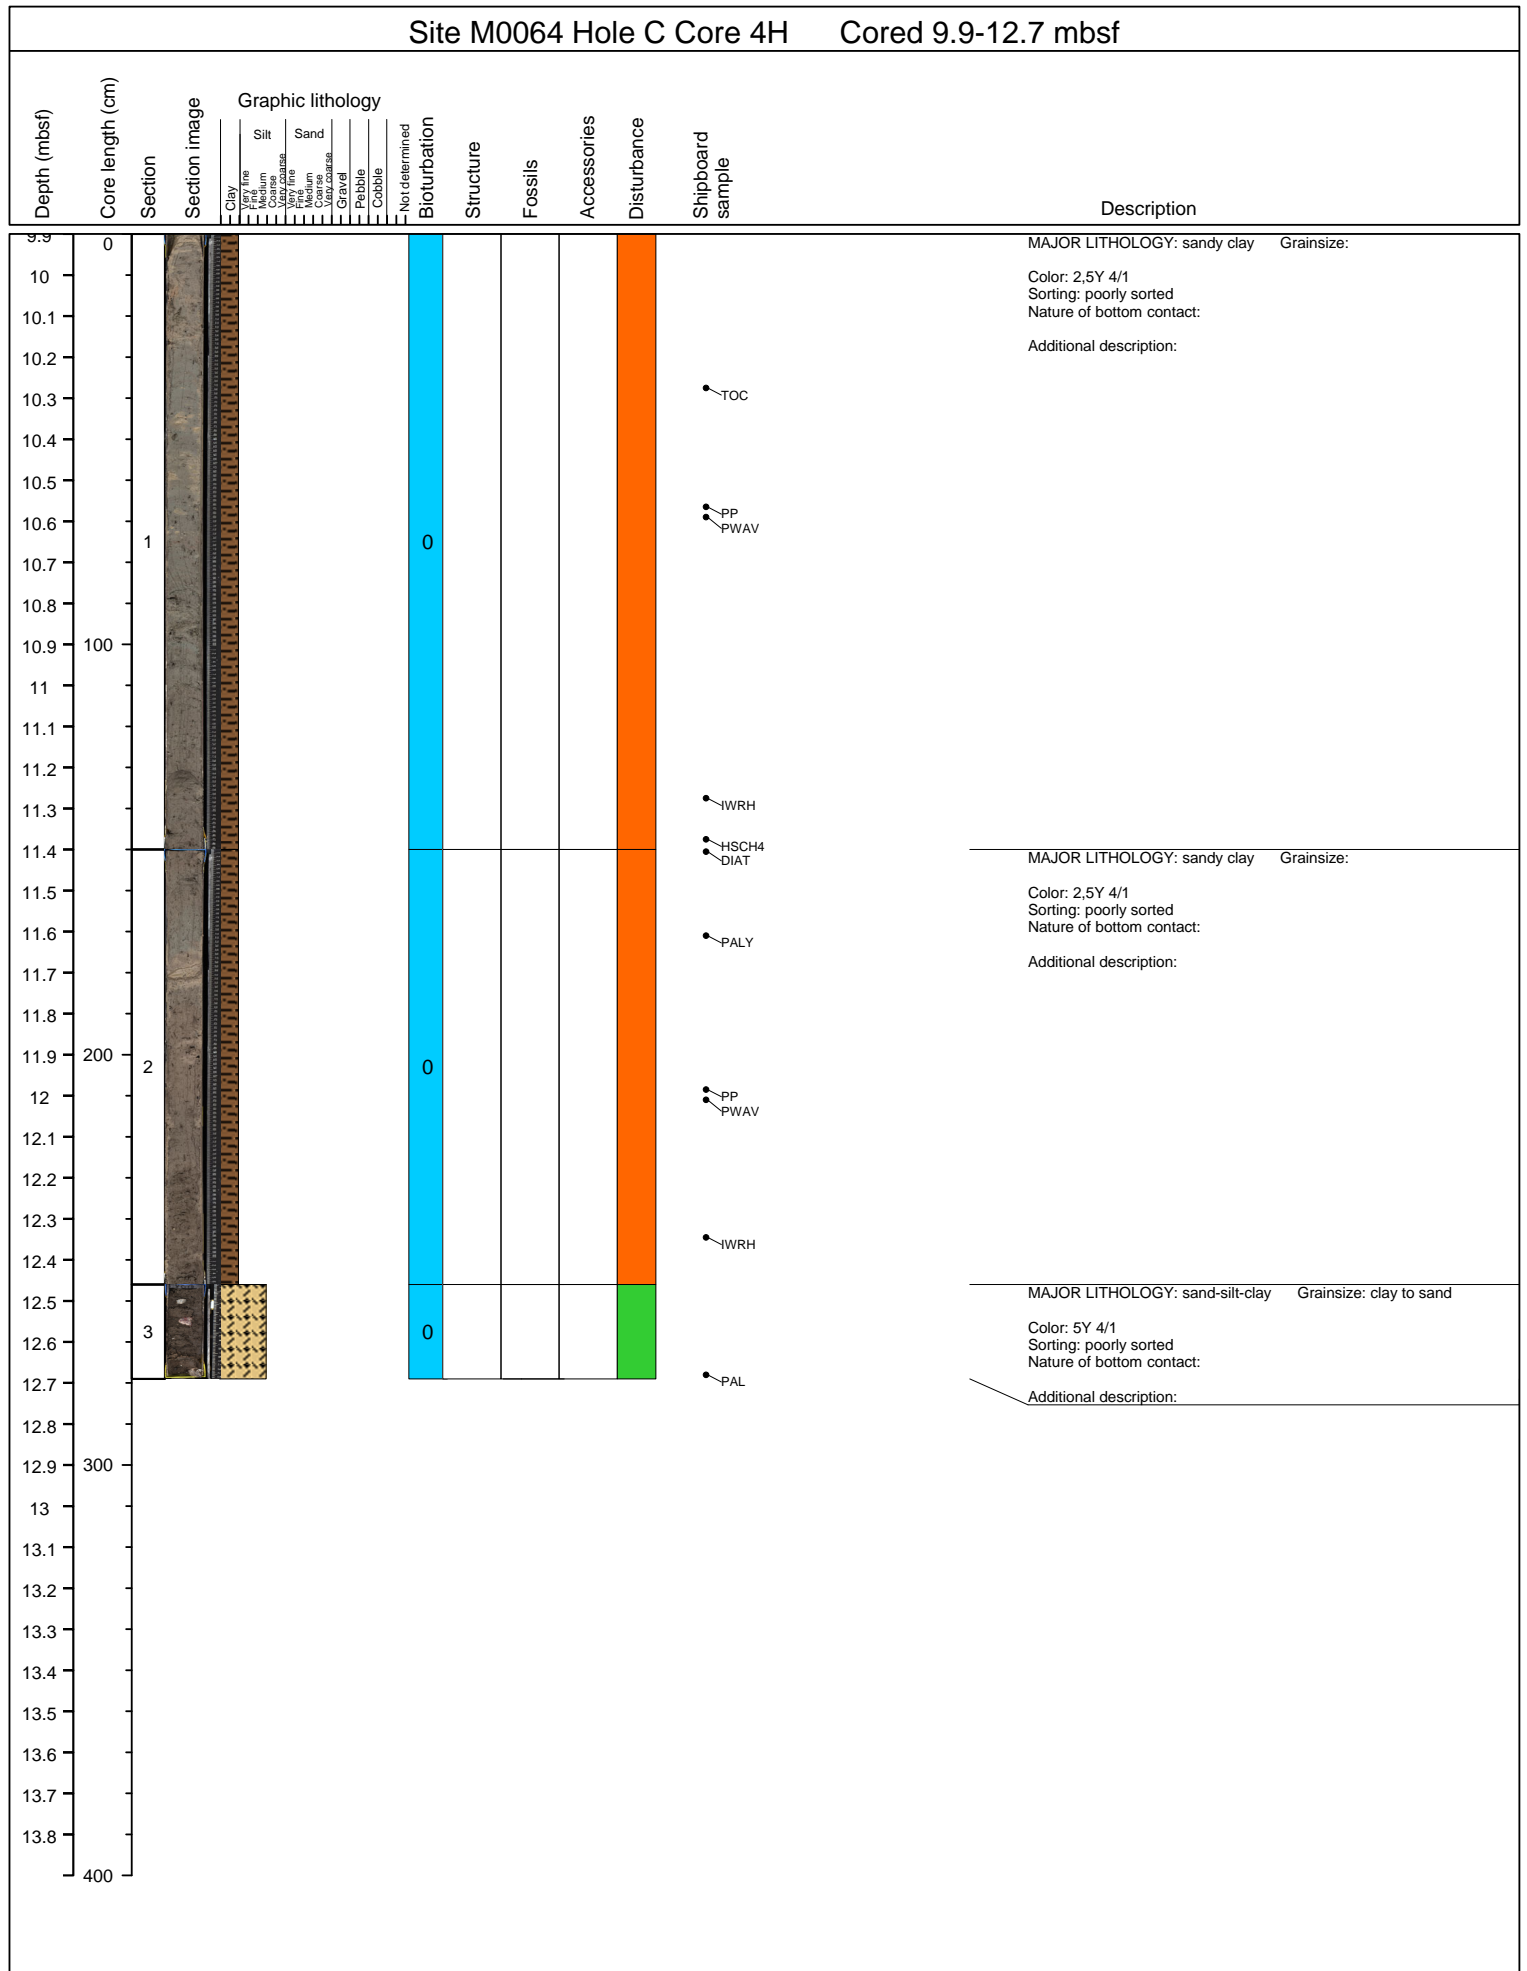 Site M0064 Hole C Core 4H Cored 9.9-12.7 mbsf
Depth (mbsf)
Core length (cm)
Section
Section image
Graphic lithology
Clay
Silt
Very fine
Fine
Medium
Coarse
Very coarse
Sand
Very fine
Fine
Medium
Coarse
Very coarse
Gravel
Pebble
Cobble
Not determined
Bioturbation
Structure
Fossils
Accessories
Disturbance
Shipboard
sample
Description
9.9
10
10.1
10.2
10.3
10.4
10.5
10.6
10.7
10.8
10.9
11
11.1
11.2
11.3
11.4
11.5
11.6
11.7
11.8
11.9
12
12.1
12.2
12.3
12.4
12.5
12.6
12.7
12.8
12.9
13
13.1
13.2
13.3
13.4
13.5
13.6
13.7
13.8
0
100
200
300
400
1
2
3
0
0
0
TOC
PP
PWAV
IWRH
HSCH4
DIAT
PALY
PP
PWAV
IWRH
PAL
MAJOR LITHOLOGY: sandy clay Grainsize:
Color: 2,5Y 4/1
Sorting: poorly sorted
Nature of bottom contact:
Additional description:
MAJOR LITHOLOGY: sandy clay Grainsize:
Color: 2,5Y 4/1
Sorting: poorly sorted
Nature of bottom contact:
Additional description:
MAJOR LITHOLOGY: sand-silt-clay Grainsize: clay to sand
Color: 5Y 4/1
Sorting: poorly sorted
Nature of bottom contact:
Additional description: